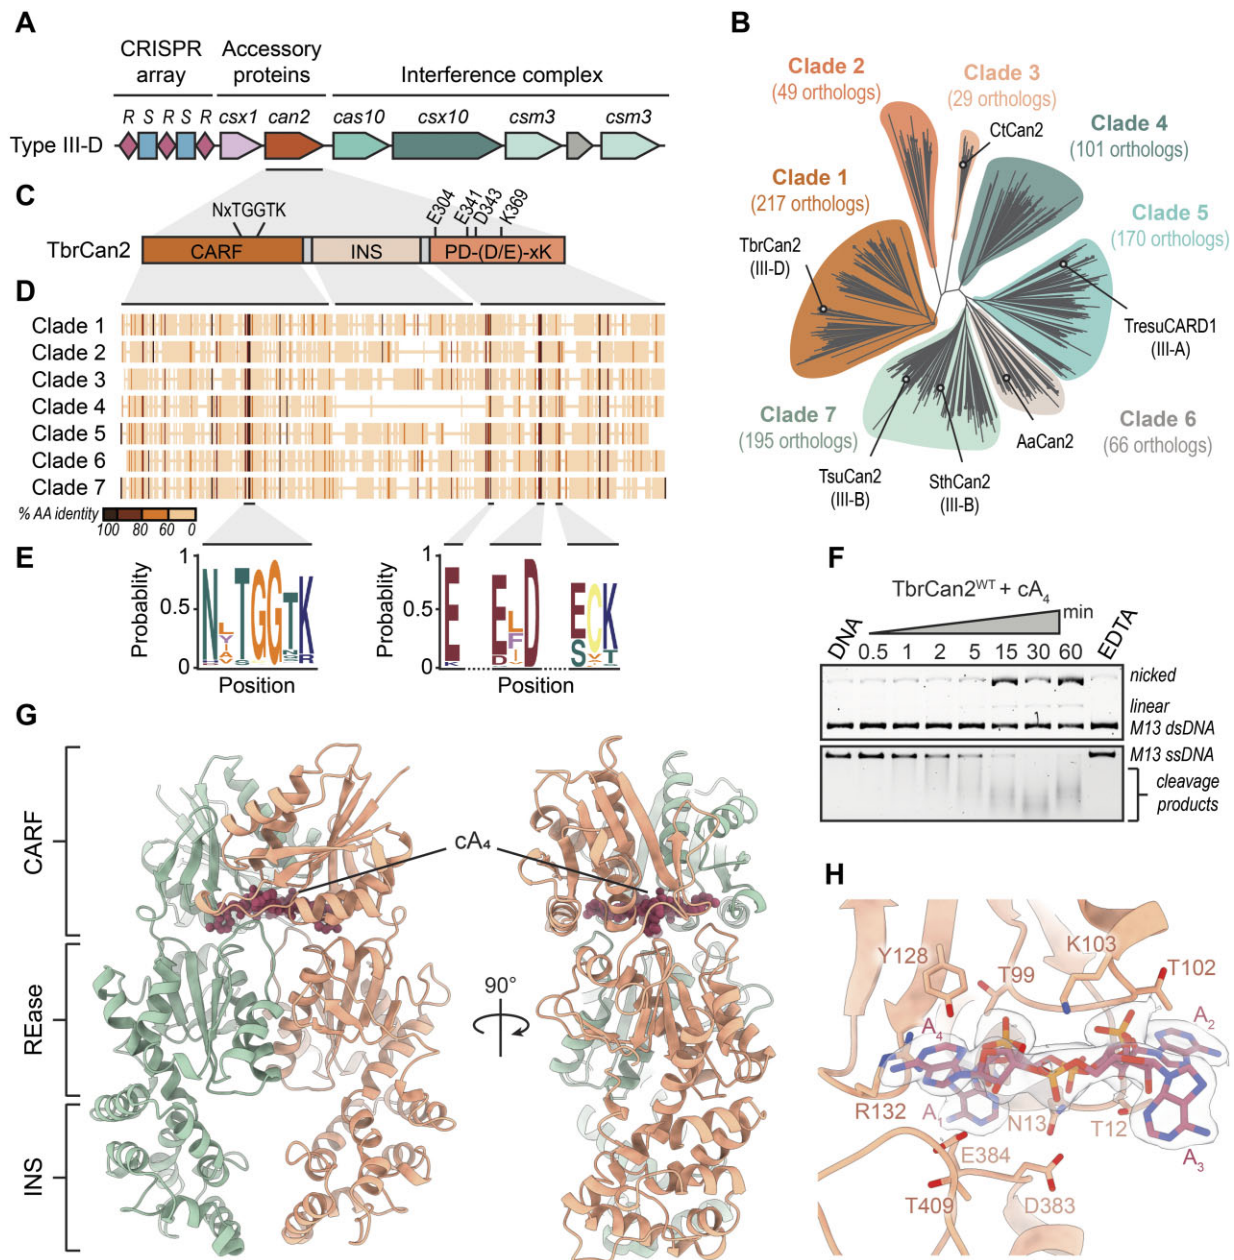 A
CRISPR
array
Accessory
proteins
Interference complex
R S R S R csx1 can2 cas10 csx10 csm3 csm3
Type III-D
B
Clade 2
(49 orthologs)
Clade 3
(29 orthologs)
CtCan2
Clade 4
(101 orthologs)
Clade 1
(217 orthologs)
Clade 5
(170 orthologs)
TbrCan2
(III-D)
TresuCARD1
(III-A)
Clade 7
(195 orthologs)
Clade 6
(66 orthologs)
AaCan2
TsuCan2
(III-B)
SthCan2
(III-B)
C
NxTGGTK
E304
E341
D343
K369
TbrCan2
CARF
INS
PD-(D/E)-xK
D
Clade 1
Clade 2
Clade 3
Clade 4
Clade 5
Clade 6
Clade 7
% AA identity
100 80 60 0
E
Probablity
1
0.5
0
Position
Probablity
1
0.5
0
Position
F
TbrCan2WT + cA4
min
DNA 0.5 1 2 5 15 30 60 EDTA
nicked
linear
M13 dsDNA
M13 ssDNA
cleavage
products
G
CARF
REase
INS
cA4
90°
H
Y128
T99
K103
T102
A4
A2
R132
A1
N13
T12
A3
E384
T409
D383